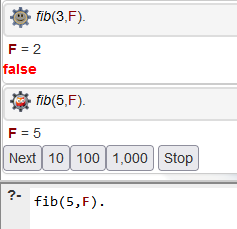 fib(3,F).
F = 2
false
fib(5,F).
F = 5
Next 10 100 1,000 Stop
?- fib(5,F).